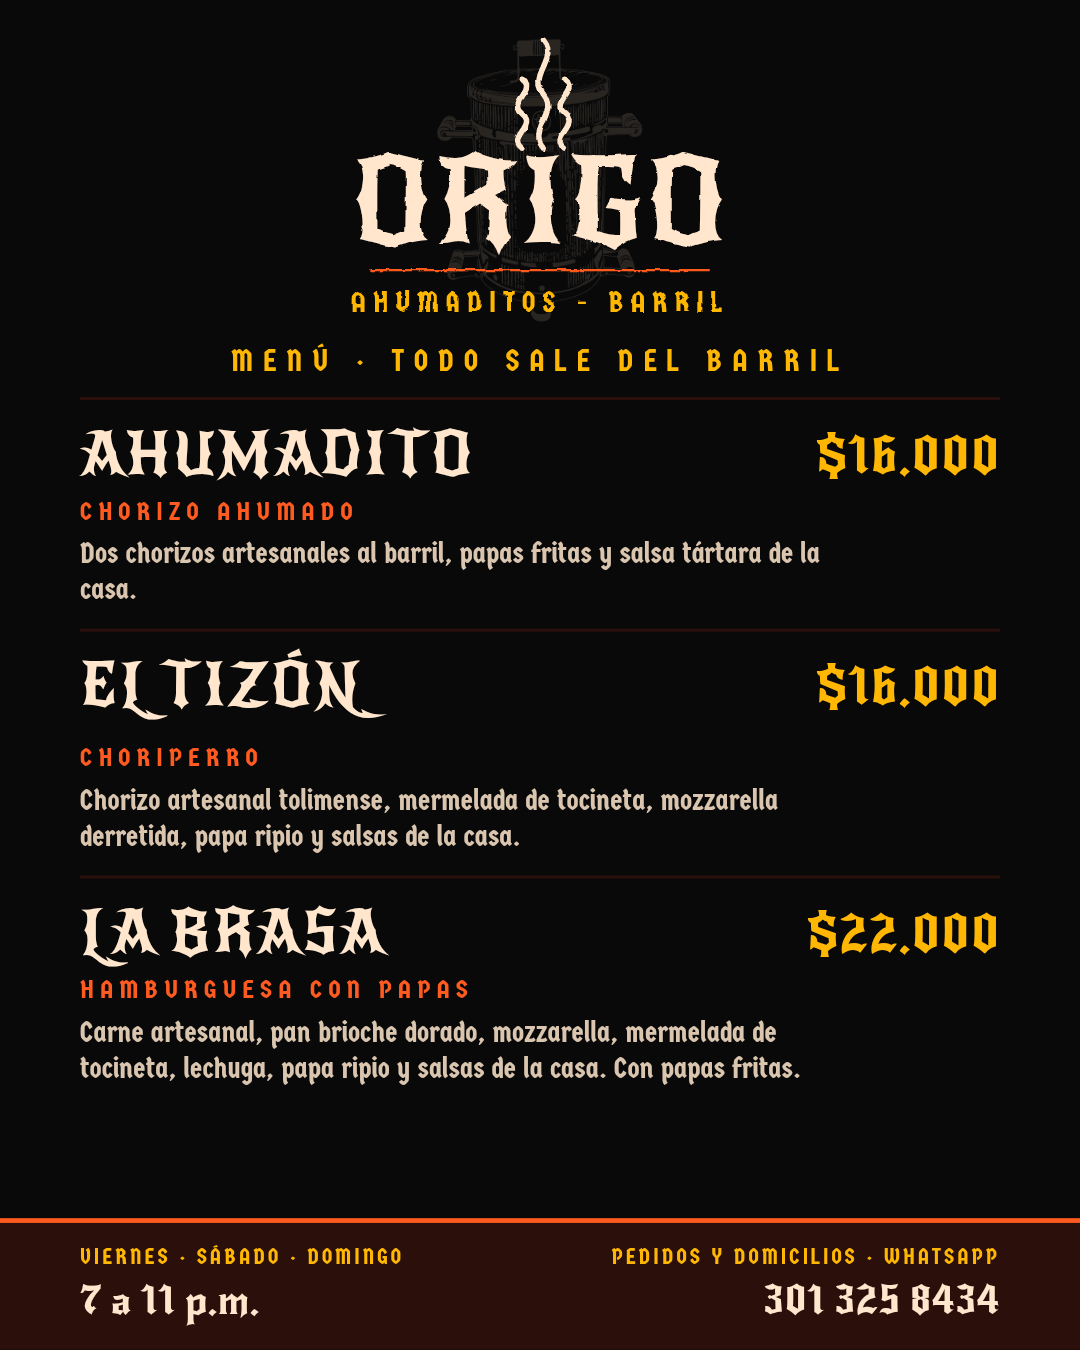 ORIGO
AHUMADITOS - BARRIL
MENÚ · TODO SALE DEL BARRIL
AHUMADITO $16.000
CHORIZO AHUMADO
Dos chorizos artesanales al barril, papas fritas y salsa tártara de la
casa.
EL TIZÓN $16.000
CHORIPERRO
Chorizo artesanal tolimense, mermelada de tocineta, mozzarella
derretida, papa ripio y salsas de la casa.
LA BRASA $22.000
HAMBURGUESA CON PAPAS
Carne artesanal, pan brioche dorado, mozzarella, mermelada de
tocineta, lechuga, papa ripio y salsas de la casa. Con papas fritas.
VIERNES · SÁBADO · DOMINGO
7 a 11 p.m.
PEDIDOS Y DOMICILIOS · WHATSAPP
301 325 8434